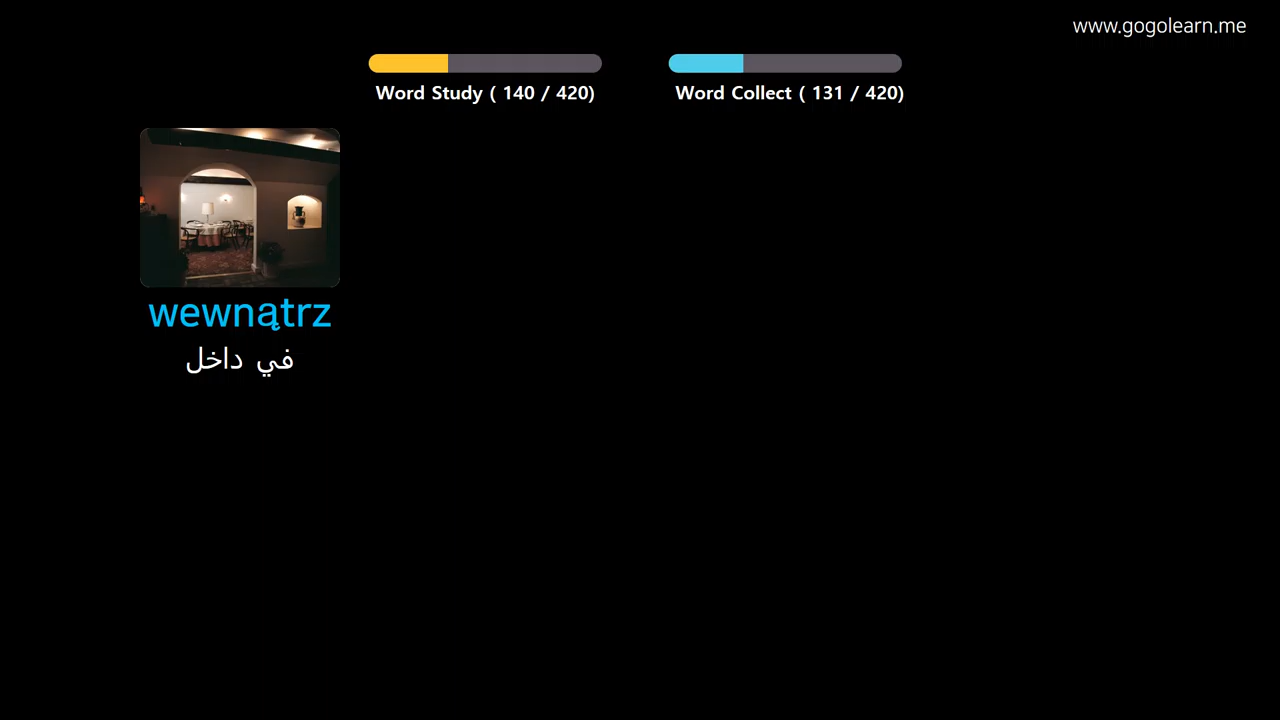 www.gogolearn.me
Word Study ( 140 / 420)
Word Collect ( 131 / 420)
wewnątrz
في داخل